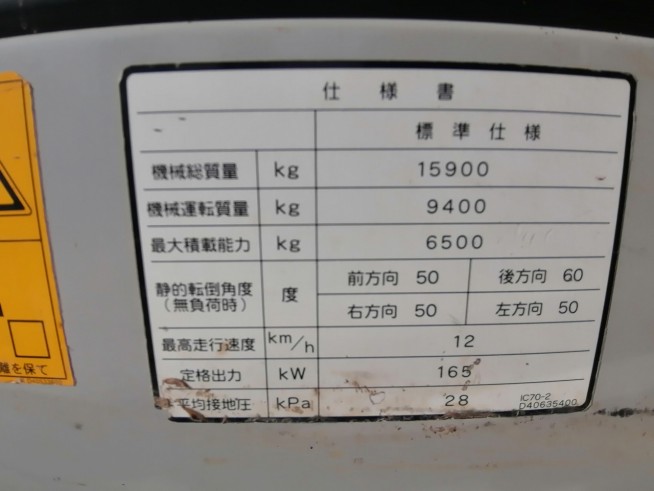 仕様書
標準仕様
機械総質量 kg 15900
機械運転質量 kg 9400
最大積載能力 kg 6500
静的転倒角度 度 前方向 50 後方向 60
(無負荷時) 右方向 50 左方向 50
最高走行速度 km/h 12
定格出力 kW 165
平均接地圧 kPa 28
IC70-2
D40635400
離を保て